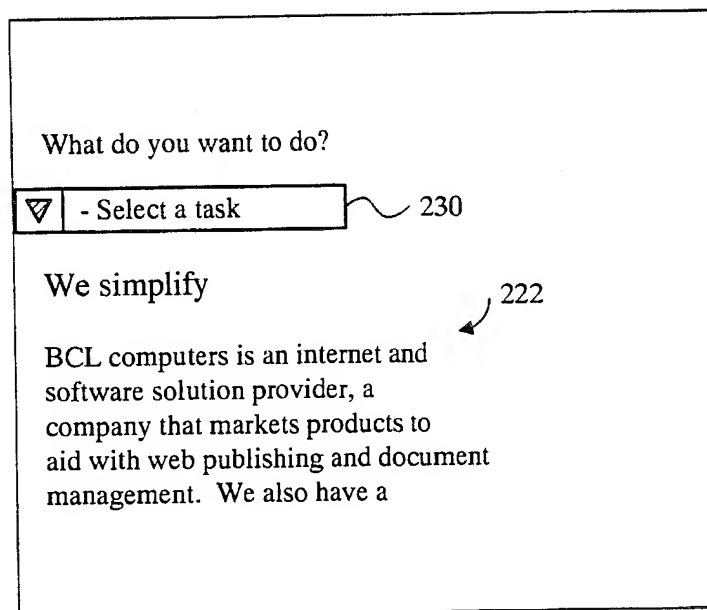 What do you want to do?
- Select a task
230
We simplify
222
BCL computers is an internet and
software solution provider, a
company that markets products to
aid with web publishing and document
management. We also have a